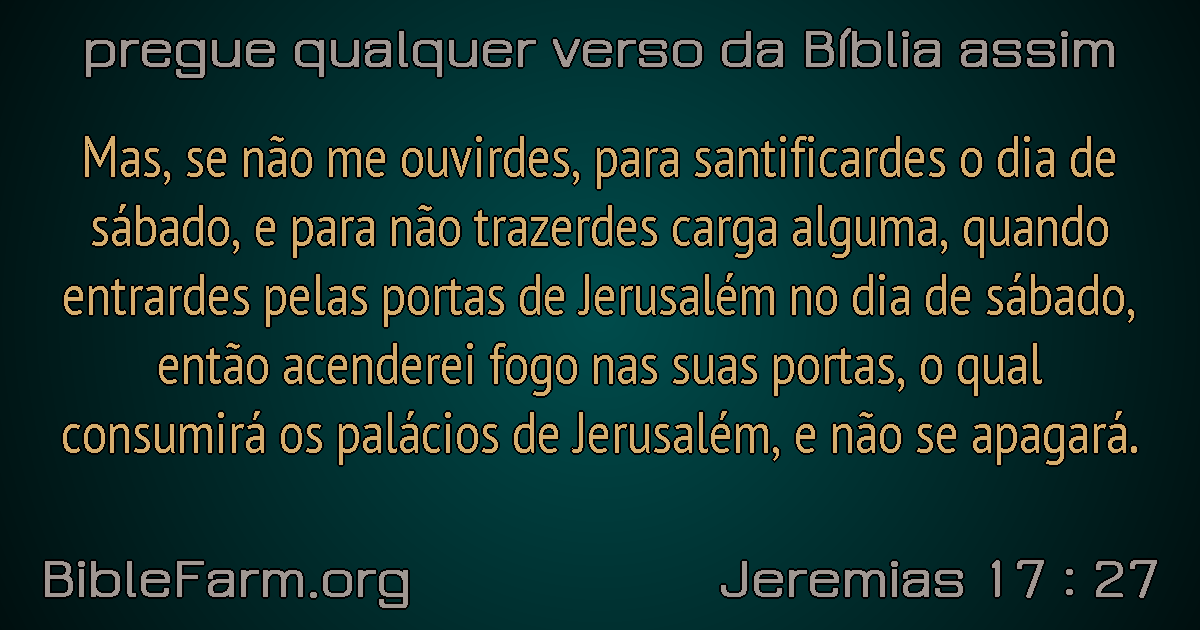 pregue qualquer verso da Bíblia assim
Mas, se não me ouvirdes, para santificardes o dia de
sábado, e para não trazerdes carga alguma, quando
entrardes pelas portas de Jerusalém no dia de sábado,
então acenderei fogo nas suas portas, o qual
consumirá os palácios de Jerusalém, e não se apagará.
BibleFarm.org
Jeremias 17 : 27